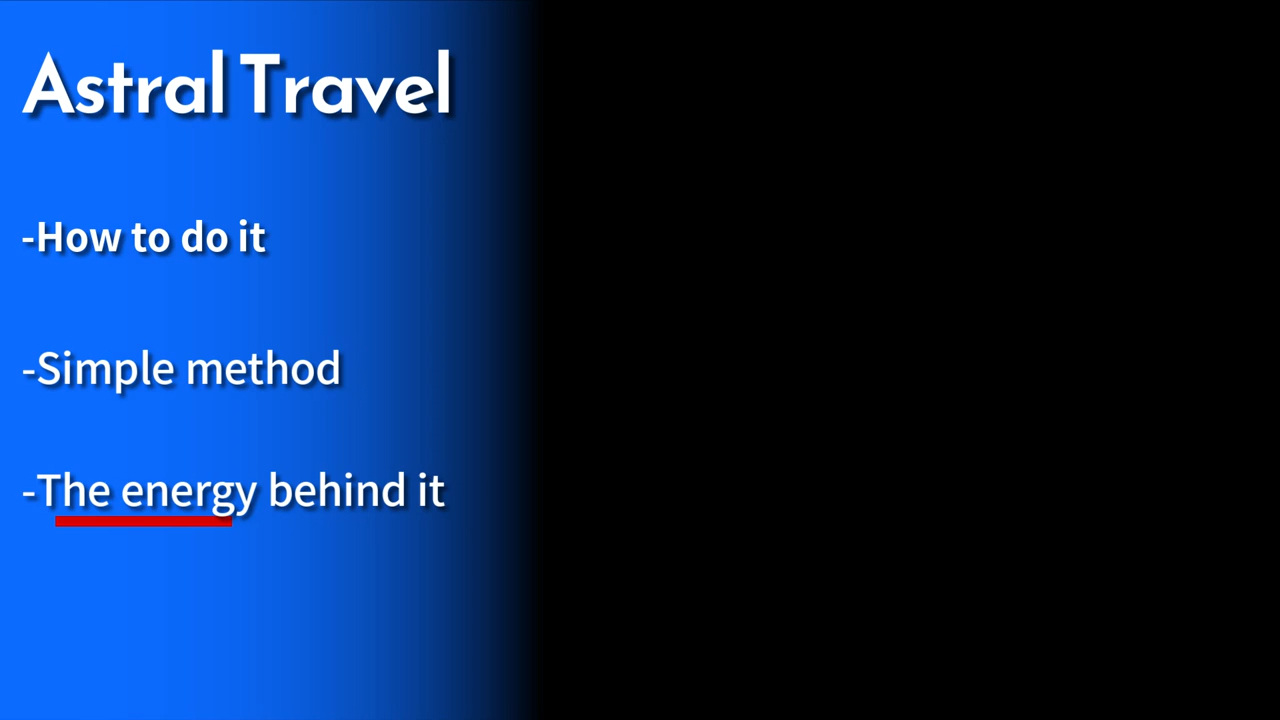 Astral Travel
-How to do it
-Simple method
-The energy behind it